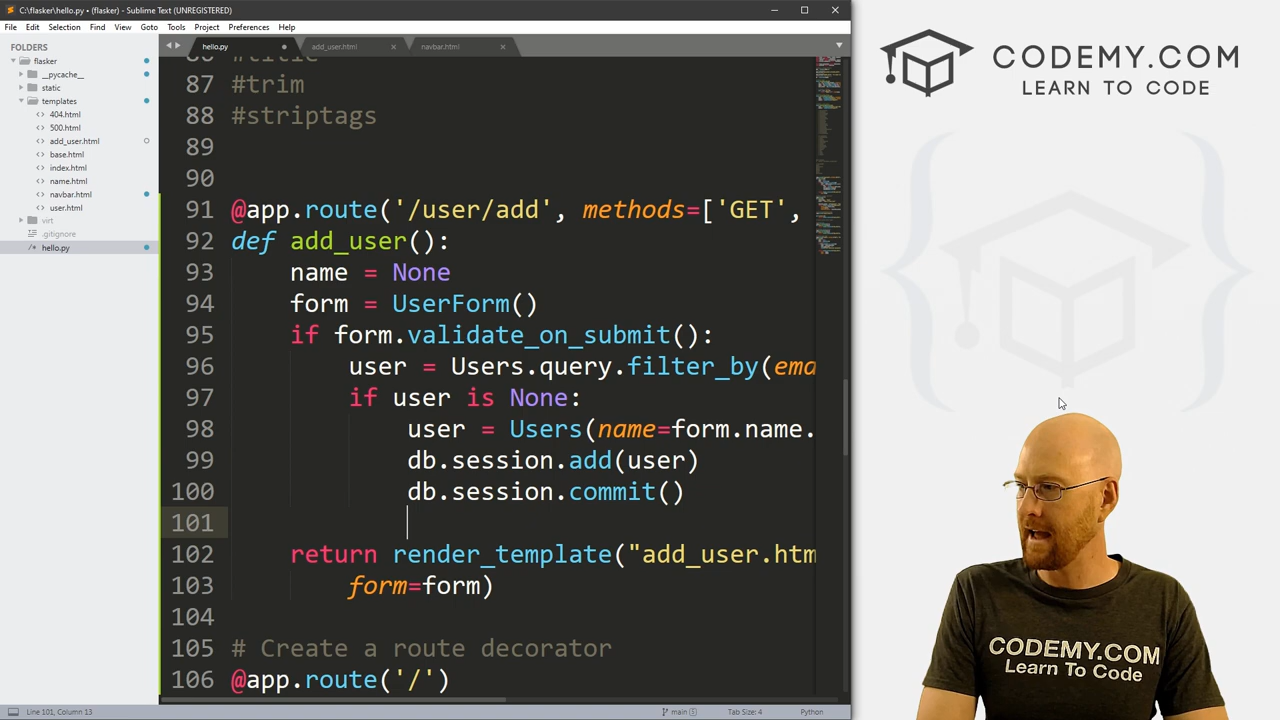 C:\flasker\hello.py • (flasker) - Sublime Text (UNREGISTERED)
File Edit Selection Find View Goto Tools Project Preferences Help
FOLDERS
flasker
__pycache__
static
templates
404.html
500.html
add_user.html
base.html
index.html
name.html
navbar.html
user.html
virt
.gitignore
hello.py
hello.py add_user.html navbar.html
86 #title
87 #trim
88 #striptags
89
90
91 @app.route('/user/add', methods=['GET',
92 def add_user():
93 name = None
94 form = UserForm()
95 if form.validate_on_submit():
96 user = Users.query.filter_by(ema
97 if user is None:
98 user = Users(name=form.name.
99 db.session.add(user)
100 db.session.commit()
101
102 return render_template("add_user.htm
103 form=form)
104
105 # Create a route decorator
106 @app.route('/')
Line 101, Column 13
main 5 Tab Size: 4 Python
CODEMY.COM
LEARN TO CODE
CODEMY.COM
Learn To Code